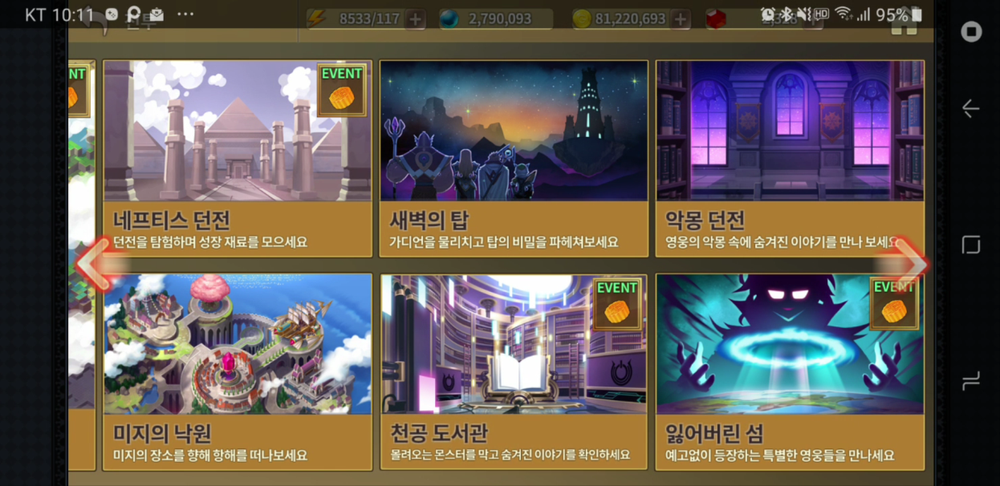 KT 10:11 ... HD 95%
전투 8533/117 + 2,790,093 81,220,693 + 2,328 +
NT
네프티스 던전
던전을 탐험하며 성장 재료를 모으세요
EVENT
새벽의 탑
가디언을 물리치고 탑의 비밀을 파헤쳐보세요
악몽 던전
영웅의 악몽 속에 숨겨진 이야기를 만나 보세요
미지의 낙원
미지의 장소를 향해 항해를 떠나보세요
EVENT
천공 도서관
몰려오는 몬스터를 막고 숨겨진 이야기를 확인하세요
EVENT
잃어버린 섬
예고없이 등장하는 특별한 영웅들을 만나세요